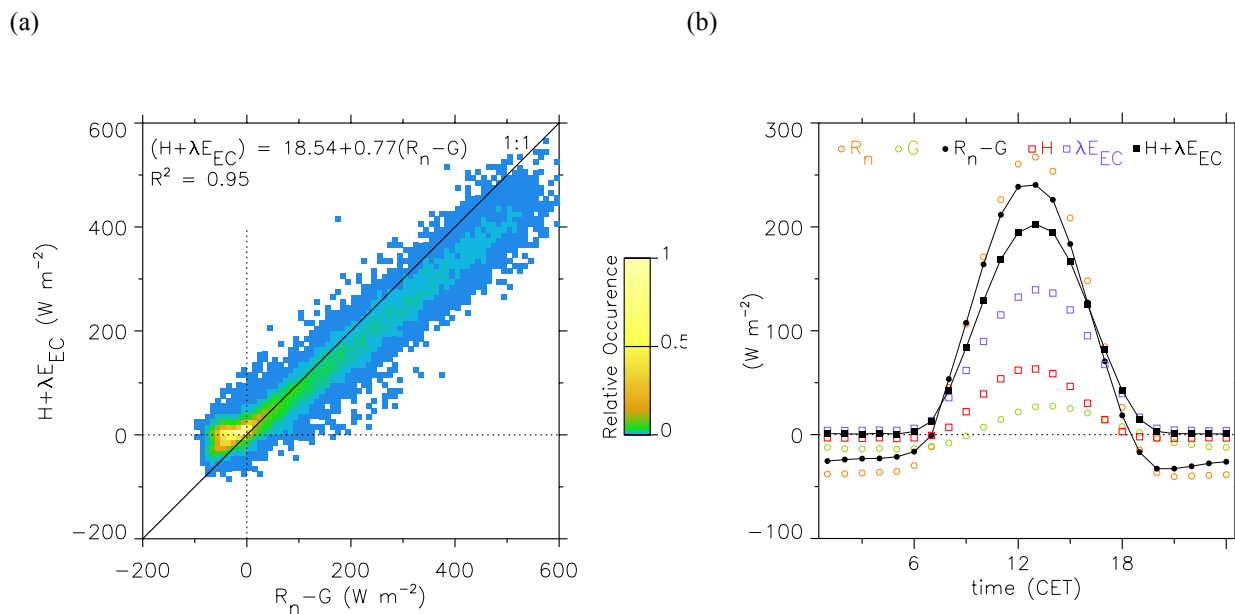 (a)
(b)
600
400
200
0
−200
(H+λE_EC) = 18.54+0.77(R_n−G)
R² = 0.95
1:1
H+λE_EC (W m⁻²)
−200 0 200 400 600
R_n−G (W m⁻²)
1
0.5
0
Relative Occurence
300
200
100
0
−100
(W m⁻²)
R_n G R_n−G H λE_EC H+λE_EC
6 12 18
time (CET)